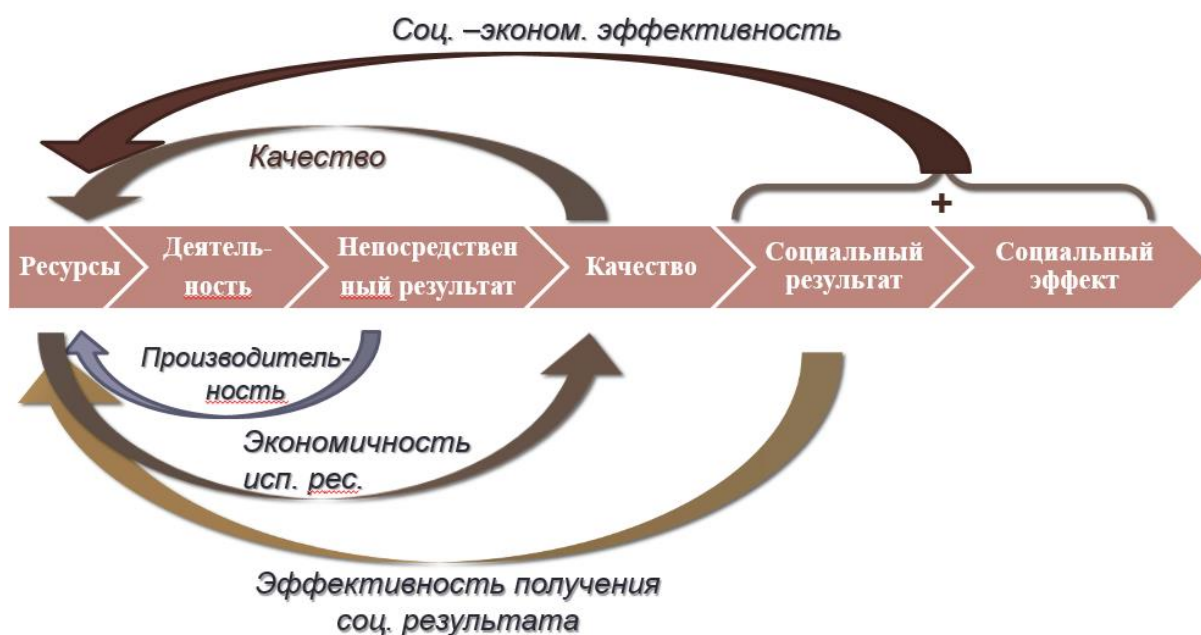 Соц. –эконом. эффективность
Качество
+
Ресурсы
Деятель-
ность
Непосредствен
ный результат
Качество
Социальный
результат
Социальный
эффект
Производитель-
ность
Экономичность
исп. рес.
Эффективность получения
соц. результата